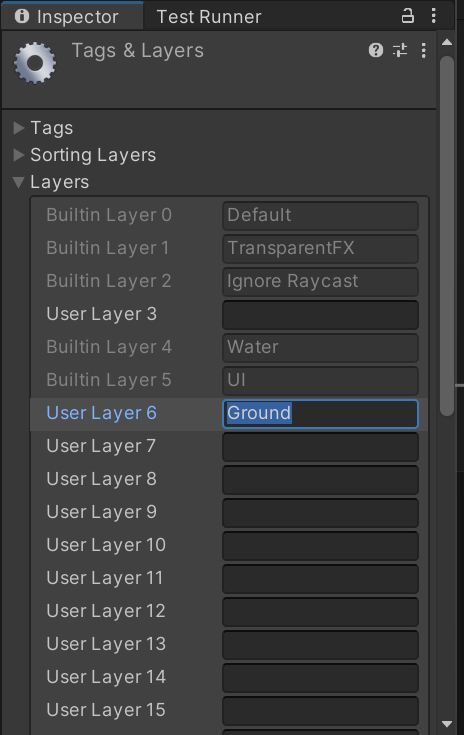 Inspector Test Runner
Tags & Layers
Tags
Sorting Layers
Layers
Builtin Layer 0 Default
Builtin Layer 1 TransparentFX
Builtin Layer 2 Ignore Raycast
User Layer 3
Builtin Layer 4 Water
Builtin Layer 5 UI
User Layer 6 Ground
User Layer 7
User Layer 8
User Layer 9
User Layer 10
User Layer 11
User Layer 12
User Layer 13
User Layer 14
User Layer 15